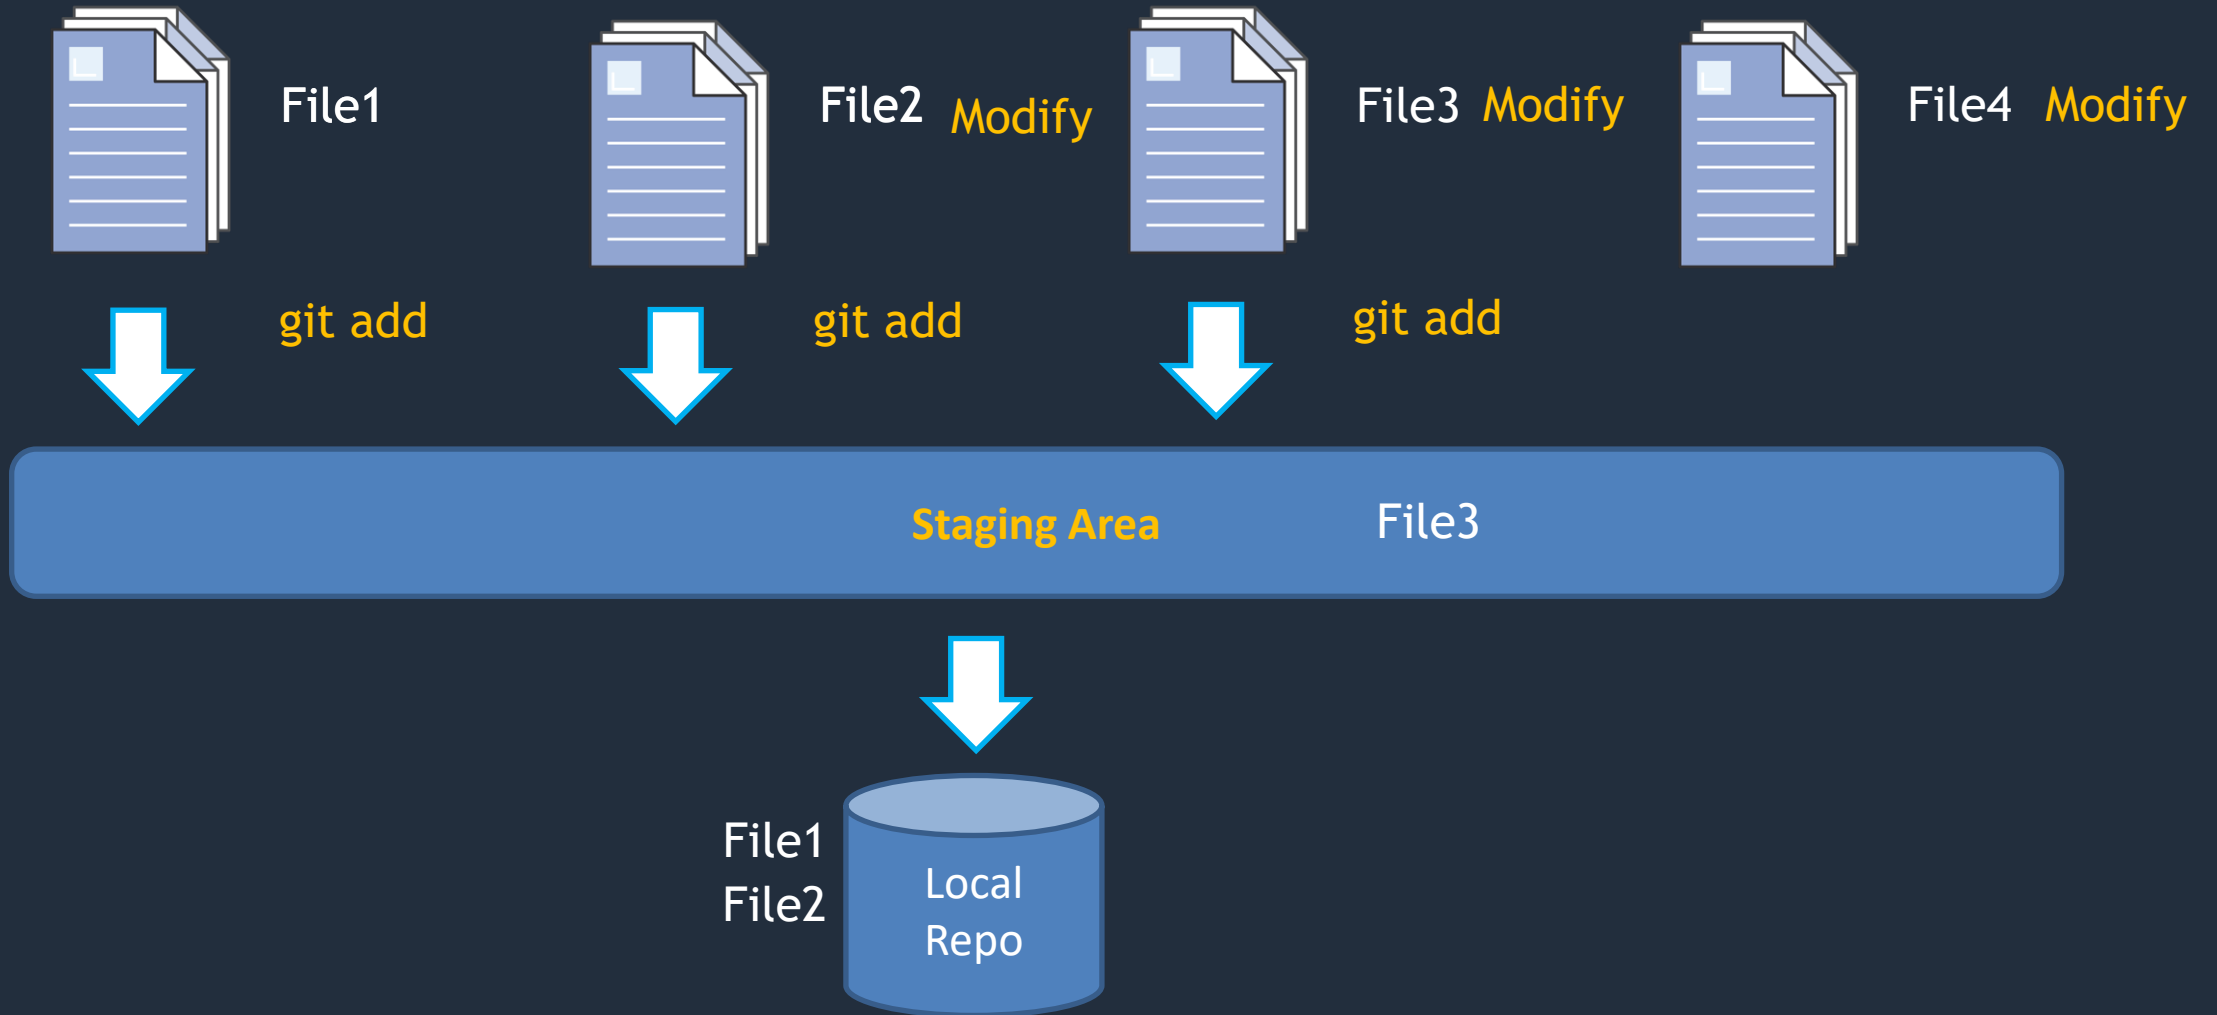 File1
File2 Modify
File3 Modify
File4 Modify
git add
git add
git add
Staging Area
File3
File1
File2
Local
Repo